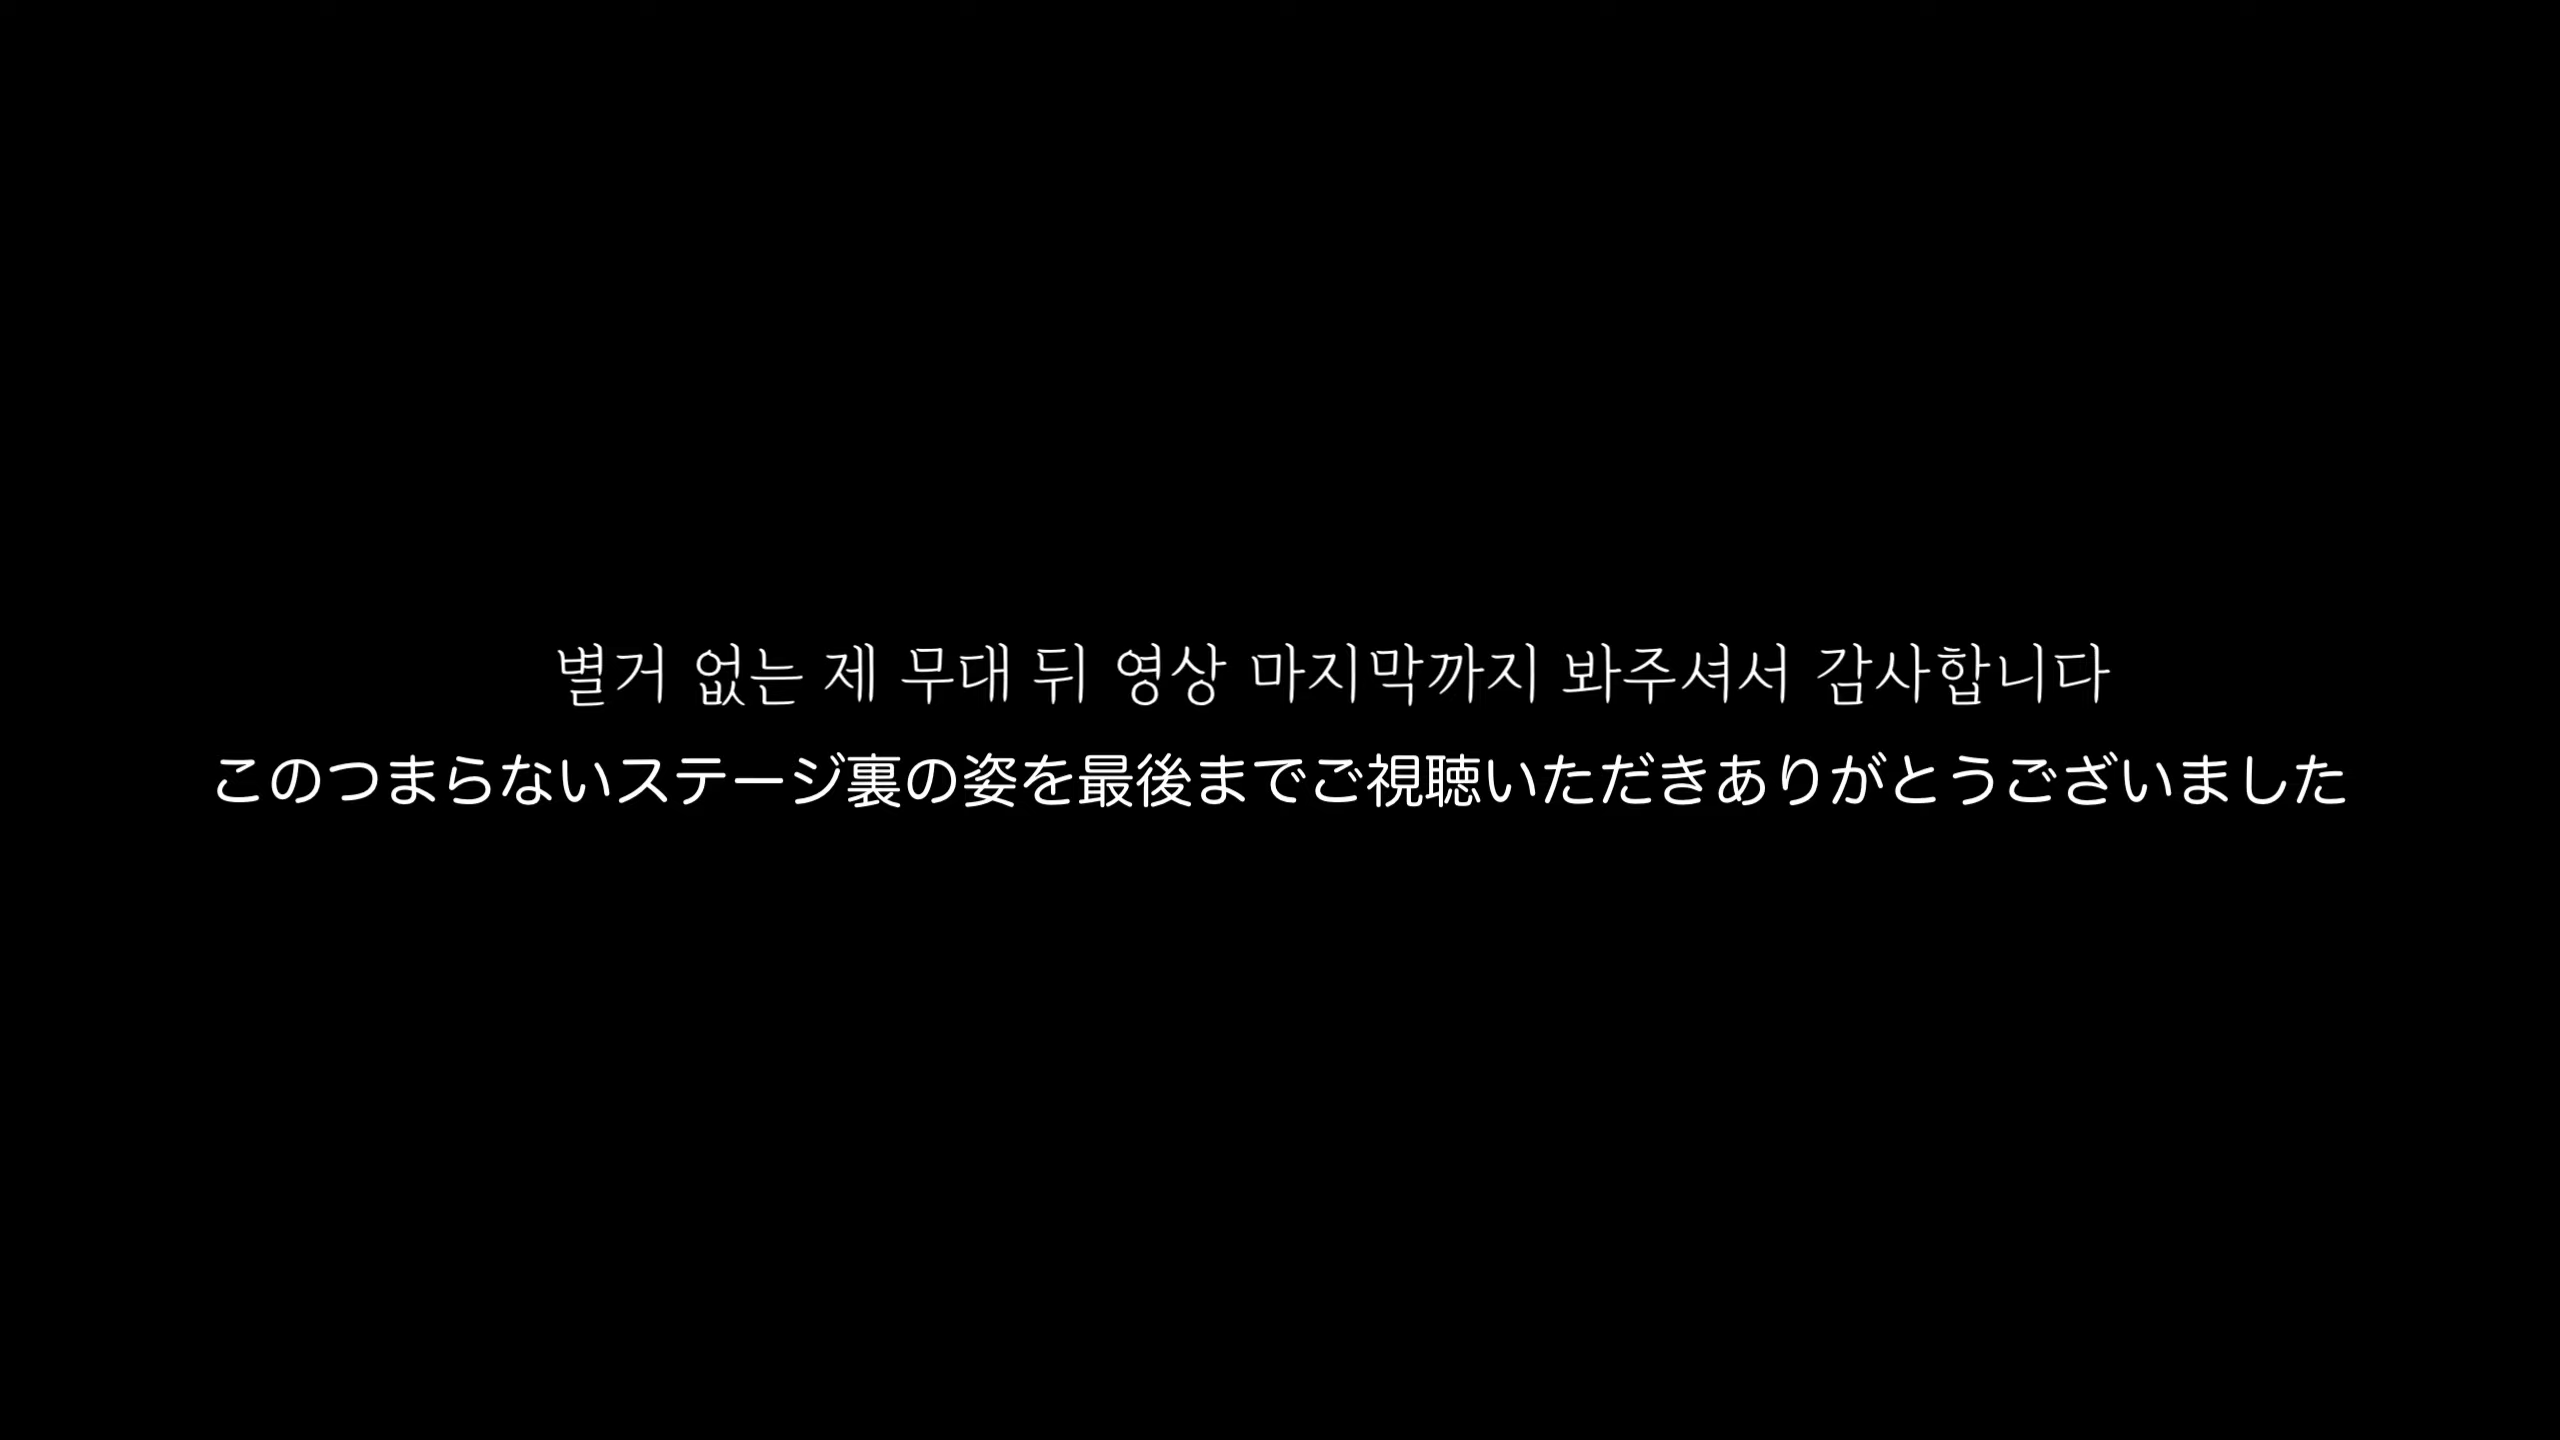 별거 없는 제 무대 뒤 영상 마지막까지 봐주셔서 감사합니다
このつまらないステージ裏の姿を最後までご視聴いただきありがとうございました